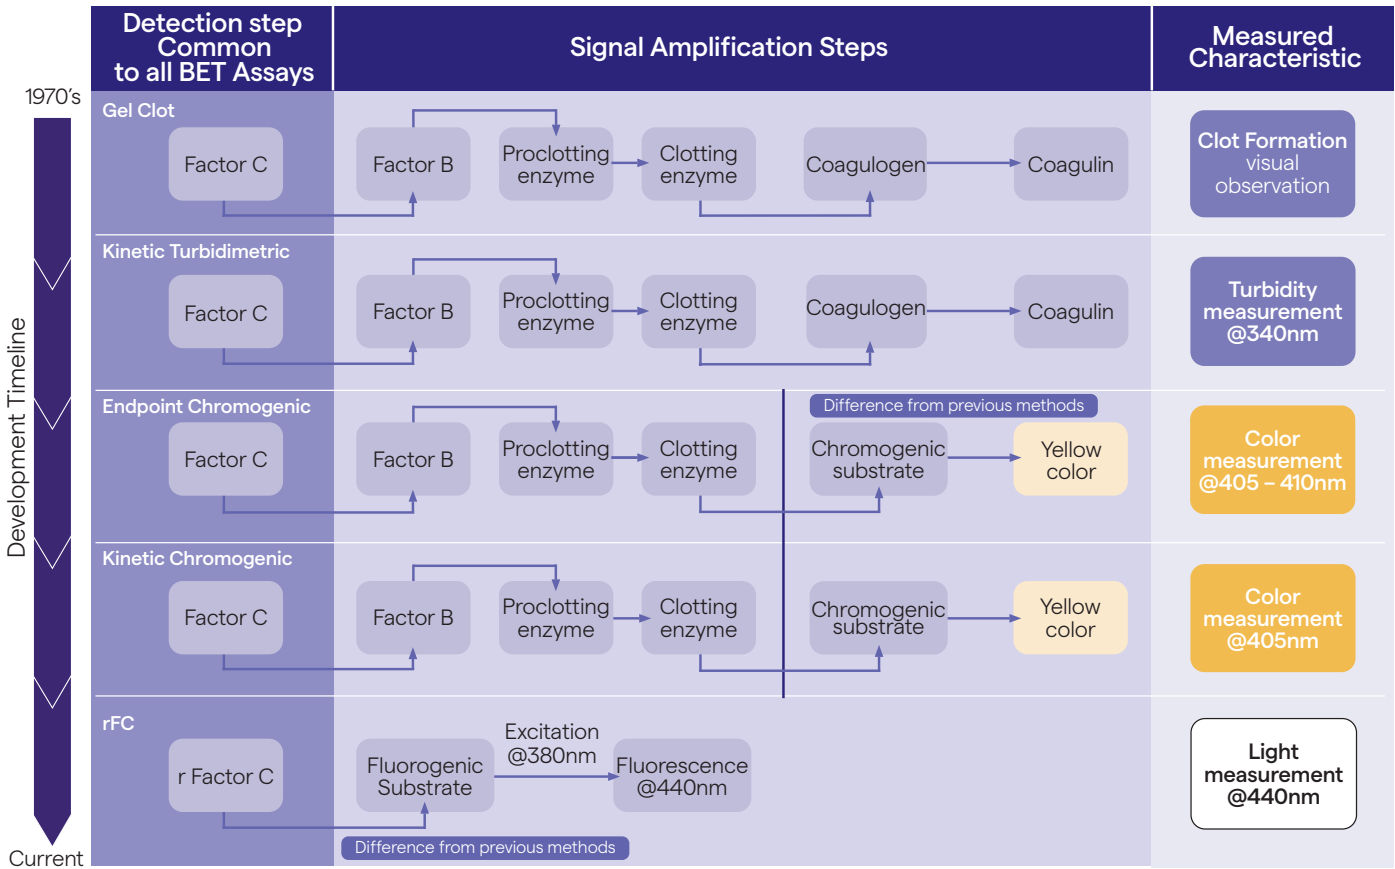 Detection step
Common
to all BET Assays
Signal Amplification Steps
Measured
Characteristic
1970's
Development Timeline
Current
Gel Clot
Factor C
Factor B
Proclotting
enzyme
Clotting
enzyme
Coagulogen
Coagulin
Clot Formation
visual
observation
Kinetic Turbidimetric
Factor C
Factor B
Proclotting
enzyme
Clotting
enzyme
Coagulogen
Coagulin
Turbidity
measurement
@340nm
Endpoint Chromogenic
Difference from previous methods
Factor C
Factor B
Proclotting
enzyme
Clotting
enzyme
Chromogenic
substrate
Yellow
color
Color
measurement
@405 – 410nm
Kinetic Chromogenic
Factor C
Factor B
Proclotting
enzyme
Clotting
enzyme
Chromogenic
substrate
Yellow
color
Color
measurement
@405nm
rFC
r Factor C
Fluorogenic
Substrate
Excitation
@380nm
Fluorescence
@440nm
Light
measurement
@440nm
Difference from previous methods